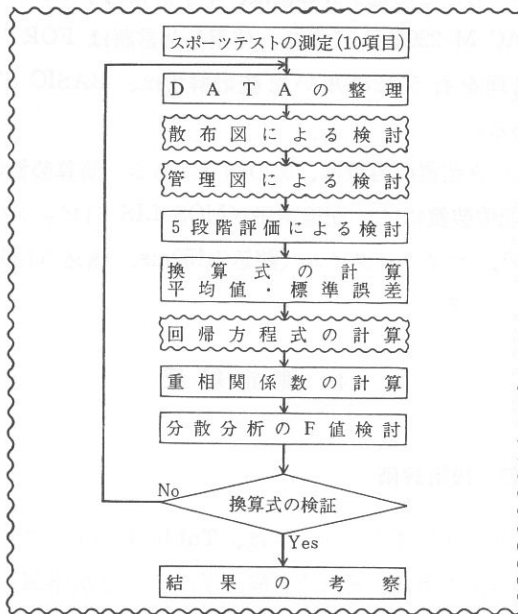 スポーツテストの測定(10項目)
DATAの整理
散布図による検討
管理図による検討
5段階評価による検討
換算式の計算
平均値・標準誤差
回帰方程式の計算
重相関係数の計算
分散分析のF値検討
No
換算式の検証
Yes
結果の考察